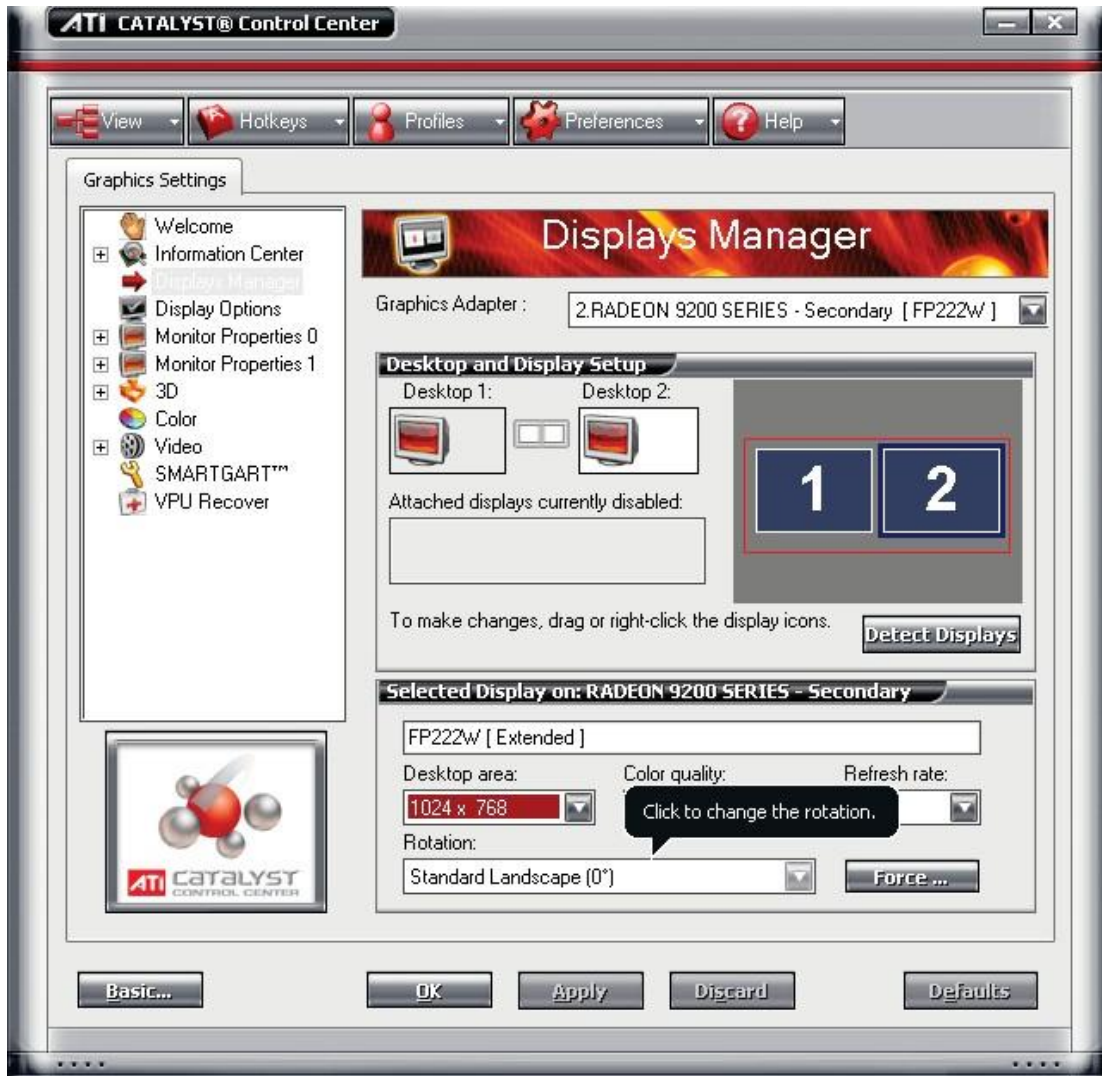 ATI CATALYST® Control Center
View
Hotkeys
Profiles
Preferences
Help
Graphics Settings
Welcome
Information Center
Displays Manager
Display Options
Monitor Properties 0
Monitor Properties 1
3D
Color
Video
SMARTGART™
VPU Recover
Displays Manager
Graphics Adapter :
2.RADEON 9200 SERIES - Secondary [ FP222W ]
Desktop and Display Setup
Desktop 1:
Desktop 2:
1
2
Attached displays currently disabled:
To make changes, drag or right-click the display icons.
Detect Displays
Selected Display on: RADEON 9200 SERIES - Secondary
FP222W [ Extended ]
Desktop area:
Color quality:
Refresh rate:
1024 x 768
Click to change the rotation.
Rotation:
Standard Landscape (0°)
Force ...
ATI CATALYST
CONTROL CENTER
Basic...
OK
Apply
Discard
Defaults